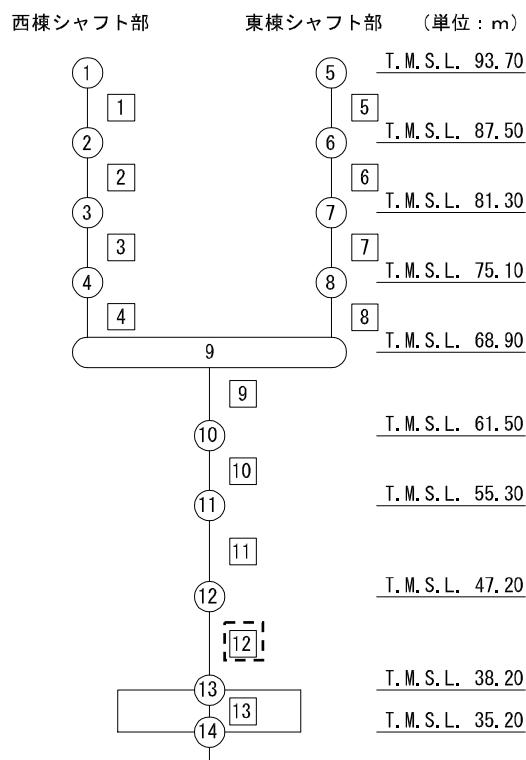 西棟シャフト部 東棟シャフト部 (単位：m)
1 5 T.M.S.L. 93.70
1 5
2 6 T.M.S.L. 87.50
2 6
3 7 T.M.S.L. 81.30
3 7
4 8 T.M.S.L. 75.10
4 8
9 T.M.S.L. 68.90
9
10 T.M.S.L. 61.50
10
11 T.M.S.L. 55.30
11
12 T.M.S.L. 47.20
12
13 T.M.S.L. 38.20
13
14 T.M.S.L. 35.20